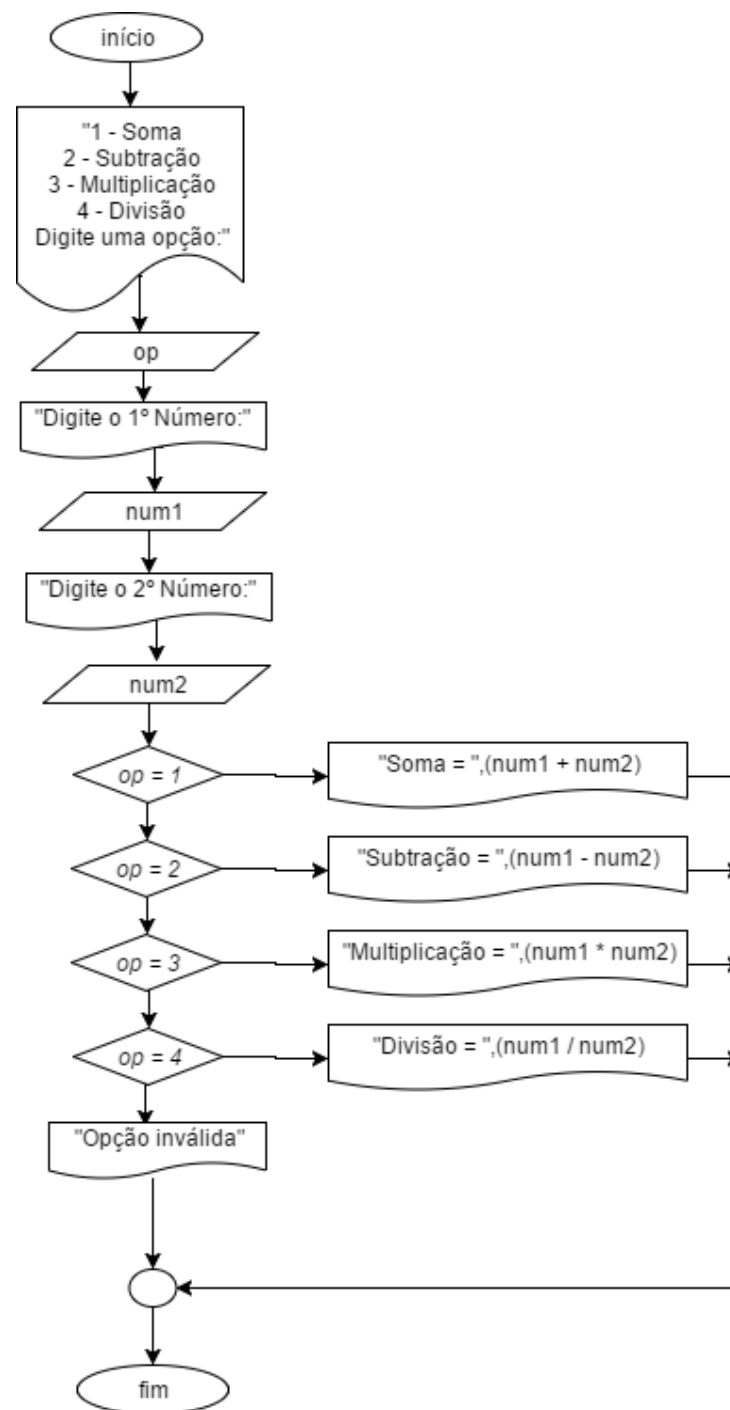 início
"1 - Soma
2 - Subtração
3 - Multiplicação
4 - Divisão
Digite uma opção:"
op
"Digite o 1º Número:"
num1
"Digite o 2º Número:"
num2
op = 1
"Soma = ",(num1 + num2)
op = 2
"Subtração = ",(num1 - num2)
op = 3
"Multiplicação = ",(num1 * num2)
op = 4
"Divisão = ",(num1 / num2)
"Opção inválida"
fim